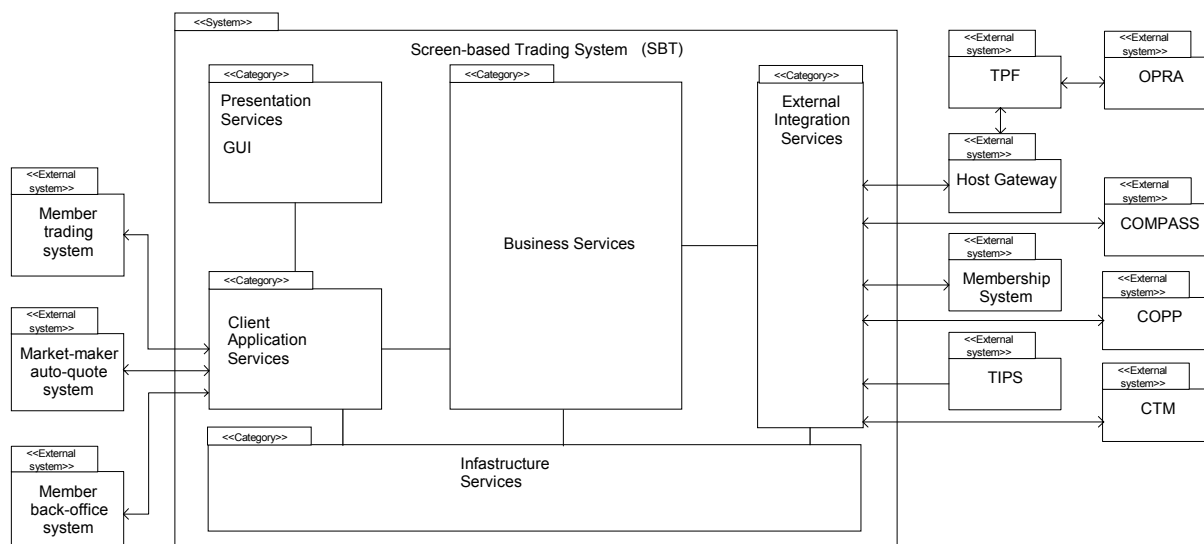 <<System>>
Screen-based Trading System (SBT)
<<Category>>
Presentation
Services
GUI
<<Category>>
Business Services
<<Category>>
External
Integration
Services
<<Category>>
Client
Application
Services
<<Category>>
Infastructure
Services
<<External
system>>
Member
trading
system
<<External
system>>
Market-maker
auto-quote
system
<<External
system>>
Member
back-office
system
<<External
system>>
TPF
<<External
system>>
OPRA
<<External
system>>
Host Gateway
<<External
system>>
COMPASS
<<External
system>>
Membership
System
<<External
system>>
COPP
<<External
system>>
TIPS
<<External
system>>
CTM